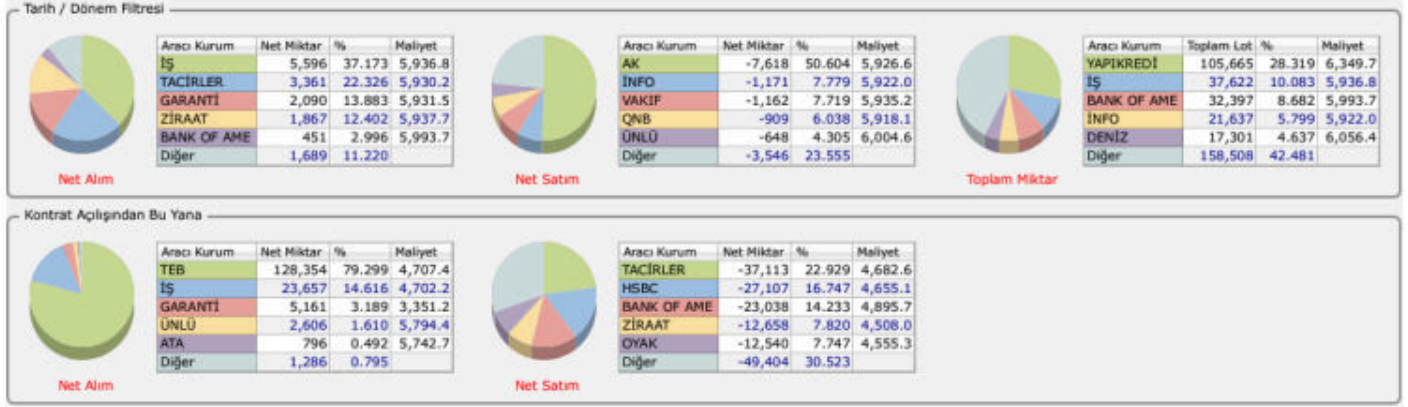 Tarih / Dönem Filtresi
Aracı Kurum Net Miktar % Maliyet
İŞ 5,596 37.173 5,936.8
TACİRLER 3,361 22.326 5,930.2
GARANTİ 2,090 13.883 5,931.5
ZİRAAT 1,867 12.402 5,937.7
BANK OF AME 451 2.996 5,993.7
Diğer 1,689 11.220
Net Alım
Aracı Kurum Net Miktar % Maliyet
AK -7,618 50.604 5,926.6
İNFO -1,171 7.779 5,922.0
VAKIF -1,162 7.719 5,935.2
QNB -909 6.038 5,918.1
ÜNLÜ -648 4.305 6,004.6
Diğer -3,546 23.555
Net Satım
Aracı Kurum Toplam Lot % Maliyet
YAPIKREDİ 105,665 28.319 6,349.7
İŞ 37,622 10.083 5,936.8
BANK OF AME 32,397 8.682 5,993.7
İNFO 21,637 5.799 5,922.0
DENİZ 17,301 4.637 6,056.4
Diğer 158,508 42.481
Toplam Miktar
Kontrat Açılışından Bu Yana
Aracı Kurum Net Miktar % Maliyet
TEB 128,354 79.299 4,707.4
İŞ 23,657 14.616 4,702.2
GARANTİ 5,161 3.189 3,351.2
ÜNLÜ 2,606 1.610 5,794.4
ATA 796 0.492 5,742.7
Diğer 1,286 0.795
Net Alım
Aracı Kurum Net Miktar % Maliyet
TACİRLER -37,113 22.929 4,682.6
HSBC -27,107 16.747 4,655.1
BANK OF AME -23,038 14.233 4,895.7
ZİRAAT -12,658 7.820 4,508.0
OYAK -12,540 7.747 4,555.3
Diğer -49,404 30.523
Net Satım